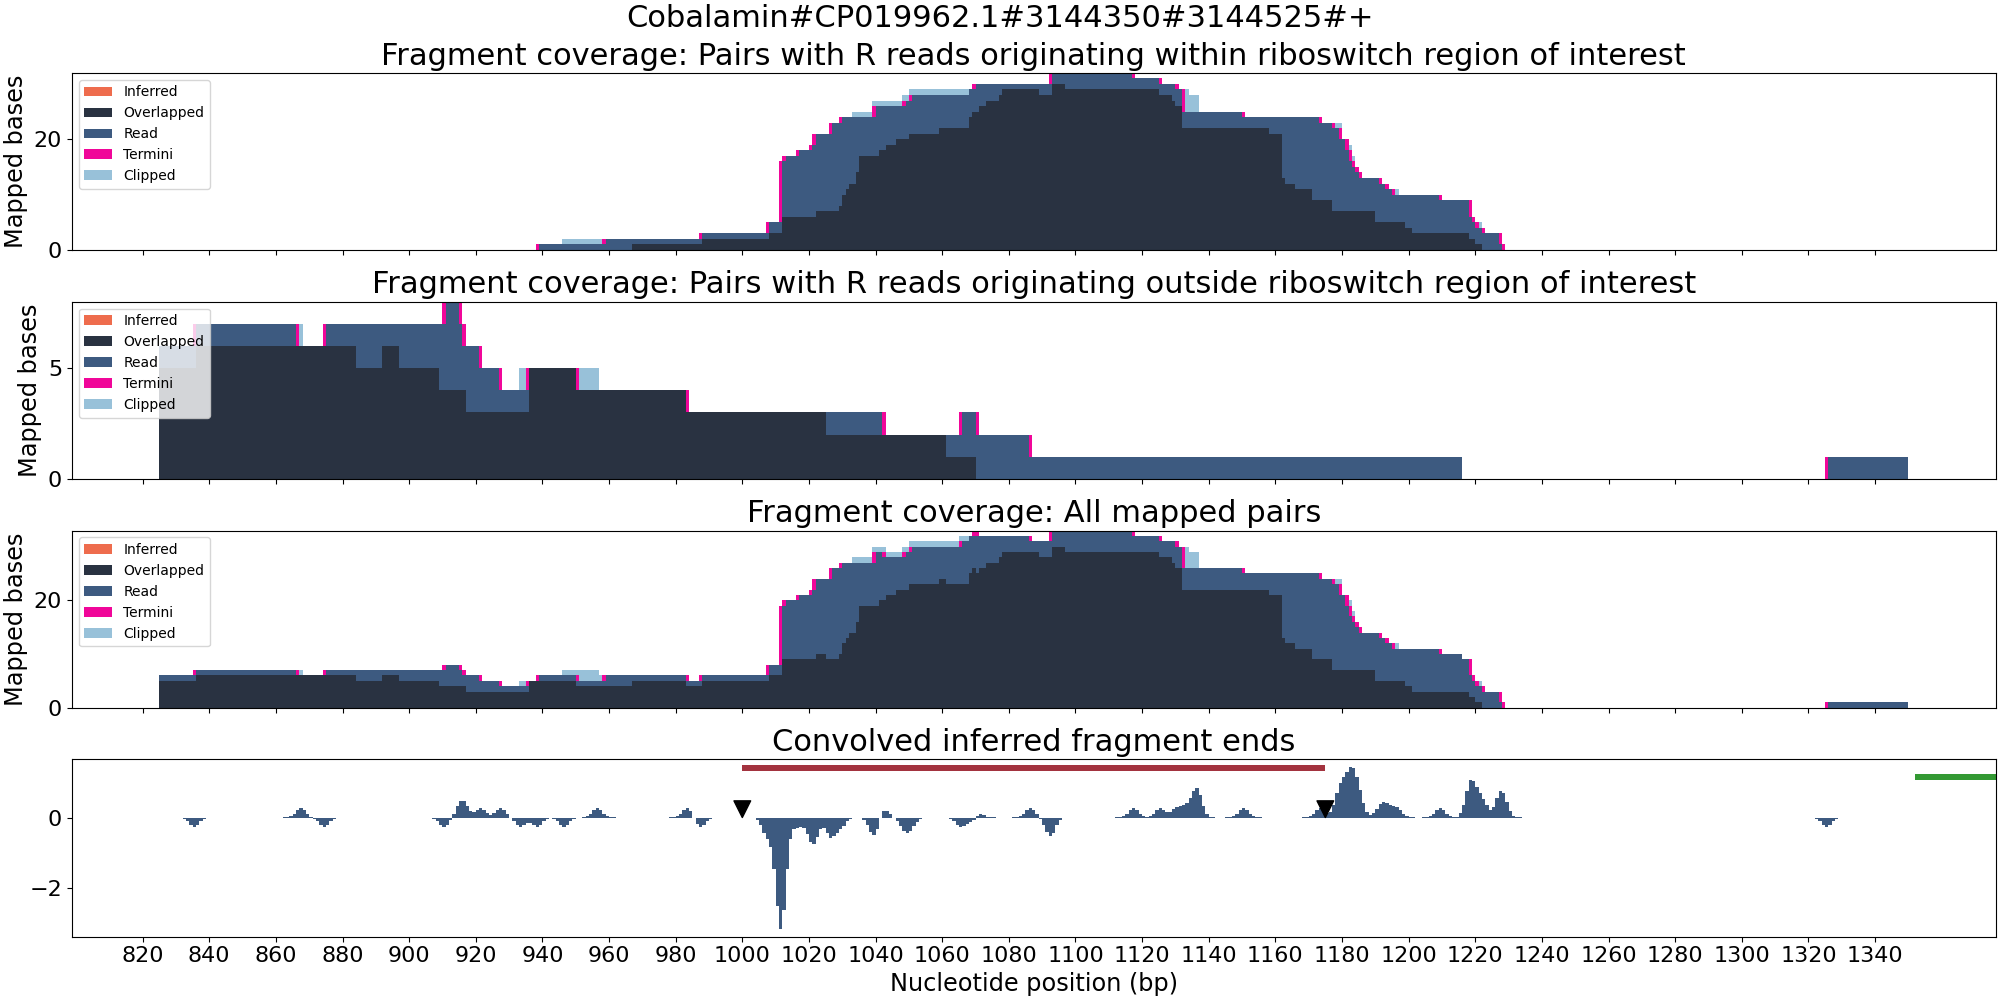 Cobalamin#CP019962.1#3144350#3144525#+
Fragment coverage: Pairs with R reads originating within riboswitch region of interest
Mapped bases
20
0
Inferred
Overlapped
Read
Termini
Clipped
Fragment coverage: Pairs with R reads originating outside riboswitch region of interest
Mapped bases
5
0
Inferred
Overlapped
Read
Termini
Clipped
Fragment coverage: All mapped pairs
Mapped bases
20
0
Inferred
Overlapped
Read
Termini
Clipped
Convolved inferred fragment ends
0
−2
820 840 860 880 900 920 940 960 980 1000 1020 1040 1060 1080 1100 1120 1140 1160 1180 1200 1220 1240 1260 1280 1300 1320 1340
Nucleotide position (bp)